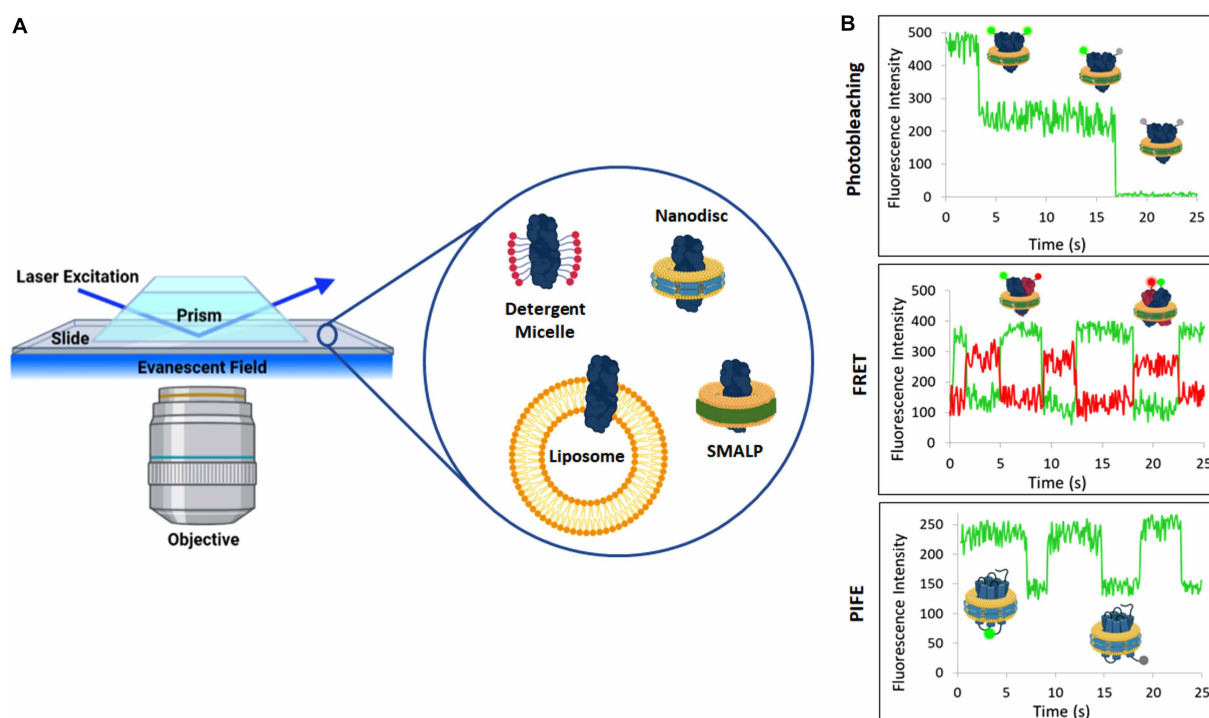 A
Laser Excitation
Prism
Slide
Evanescent Field
Objective
Nanodisc
Detergent
Micelle
Liposome
SMALP
B
Photobleaching
Fluorescence Intensity
500
400
300
200
100
0
0 5 10 15 20 25
Time (s)
FRET
Fluorescence Intensity
500
400
300
200
100
0
0 5 10 15 20 25
Time (s)
PIFE
Fluorescence Intensity
250
200
150
100
50
0
0 5 10 15 20 25
Time (s)